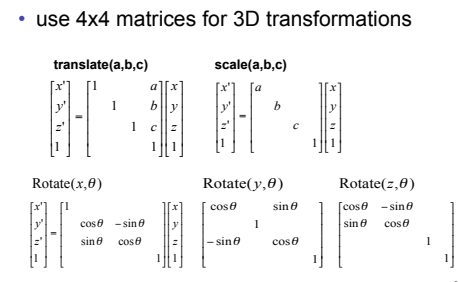 • use 4x4 matrices for 3D transformations
translate(a,b,c) scale(a,b,c)
[x'] [1 a][x] [x'] [a ][x]
[y'] = [ 1 b][y] [y'] = [ b ][y]
[z'] [ 1 c][z] [z'] [ c ][z]
[1 ] [ 1][1] [1 ] [ 1][1]
Rotate(x,θ) Rotate(y,θ) Rotate(z,θ)
[x'] [1 ][x] [ cosθ sinθ ] [cosθ −sinθ ]
[y'] = [ cosθ −sinθ ][y] [ 1 ] [sinθ cosθ ]
[z'] [ sinθ cosθ ][z] [−sinθ cosθ ] [ 1 ]
[1 ] [ 1][1] [ 1] [ 1]